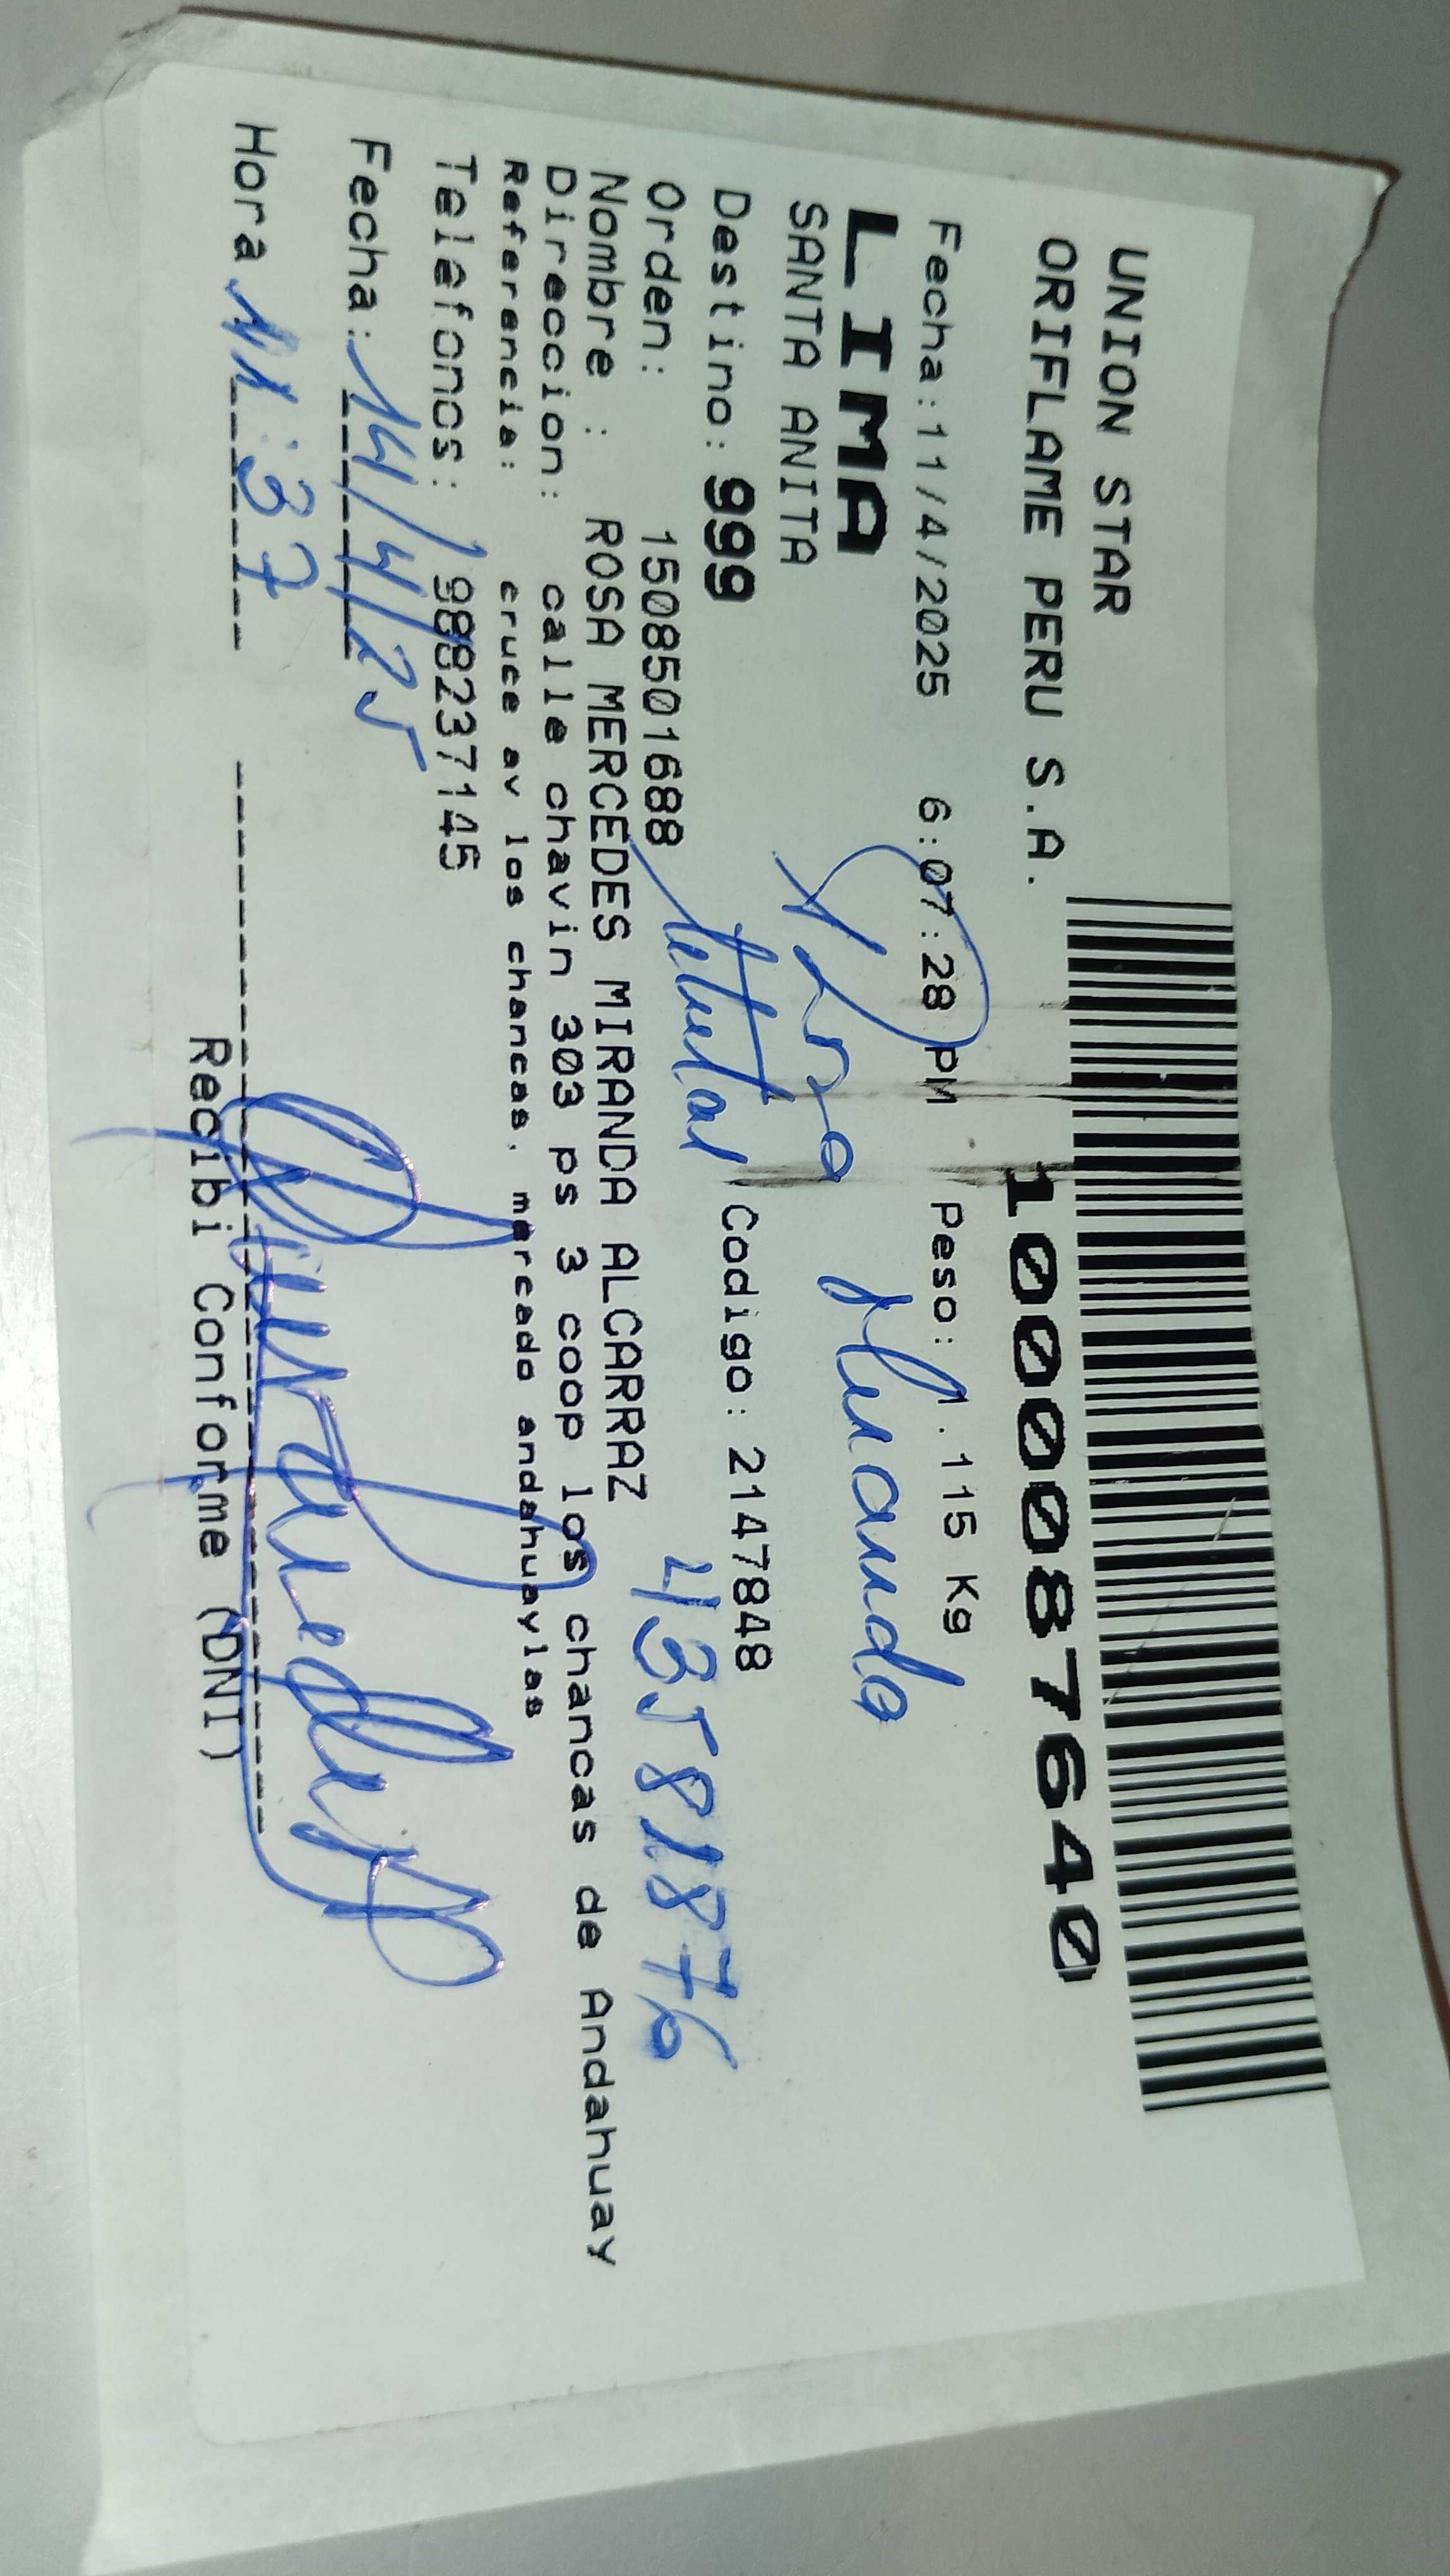 UNION STAR
ORIFLAME PERU S.A.
1000087640
Fecha:11/4/2025 6:07:28 PM Peso: 1.115 Kg
LIMA
SANTA ANITA
Destino: 999 Codigo: 2147848
Orden: 1508501688 43581876
Nombre : ROSA MERCEDES MIRANDA ALCARRAZ
Direccion: calle chavin 303 ps 3 coop los chancas de Andahuay
Referencia: cruce av los chancas, mercado andahuaylas
Telefonos: 988237145
Fecha: 14/4/25
Hora 11:37
Recibi Conforme (DNI)